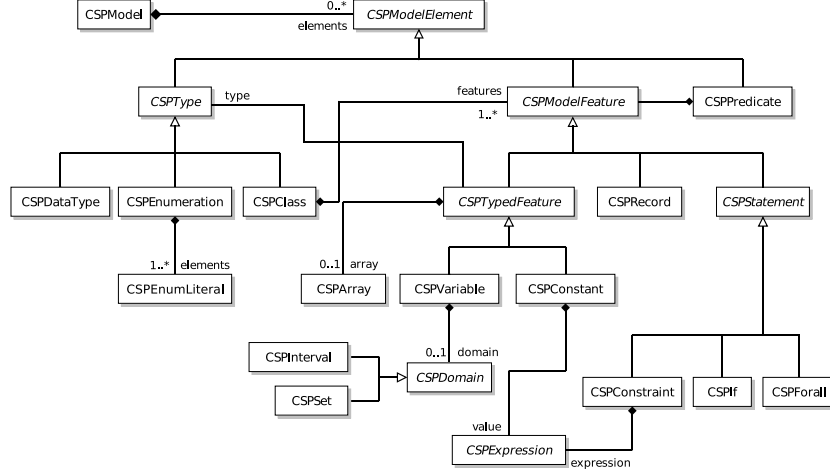 CSPModel
0..*
elements
CSPModelElement
CSPType
type
features
1..*
CSPModelFeature
CSPPredicate
CSPDataType
CSPEnumeration
CSPClass
CSPTypedFeature
CSPRecord
CSPStatement
1..* elements
0..1 array
CSPEnumLiteral
CSPArray
CSPVariable
CSPConstant
CSPInterval
0..1 domain
CSPDomain
CSPSet
CSPConstraint
CSPIf
CSPForall
value
CSPExpression
expression